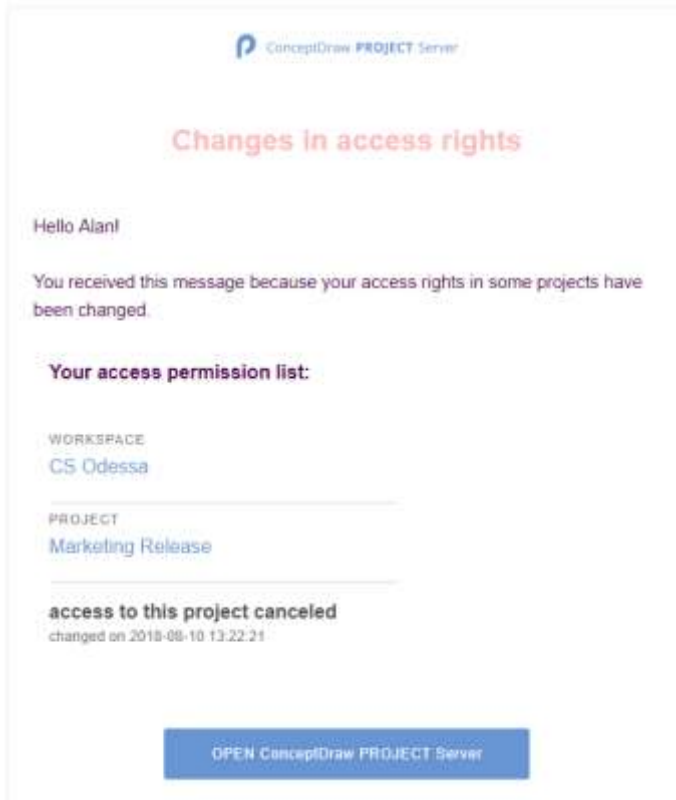 ConceptDraw PROJECT Server
Changes in access rights
Hello Alan!
You received this message because your access rights in some projects have
been changed.
Your access permission list:
WORKSPACE
CS Odessa
PROJECT
Marketing Release
access to this project canceled
changed on 2018-08-10 13:22:21
OPEN ConceptDraw PROJECT Server